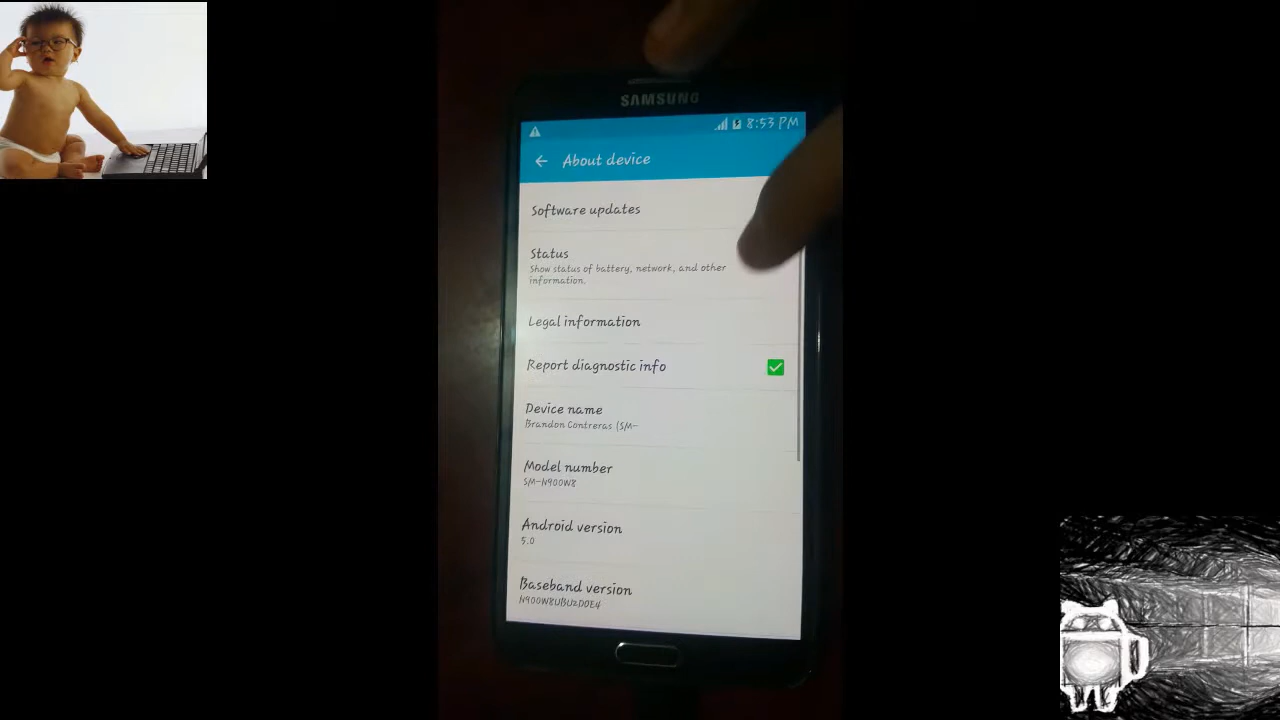 SAMSUNG
8:53 PM
About device
Software updates
Status
Show status of battery, network, and other
information.
Legal information
Report diagnostic info
Device name
Brandon Contreras (SM-
Model number
SM-N900W8
Android version
5.0
Baseband version
N900W8UBU2DOE4